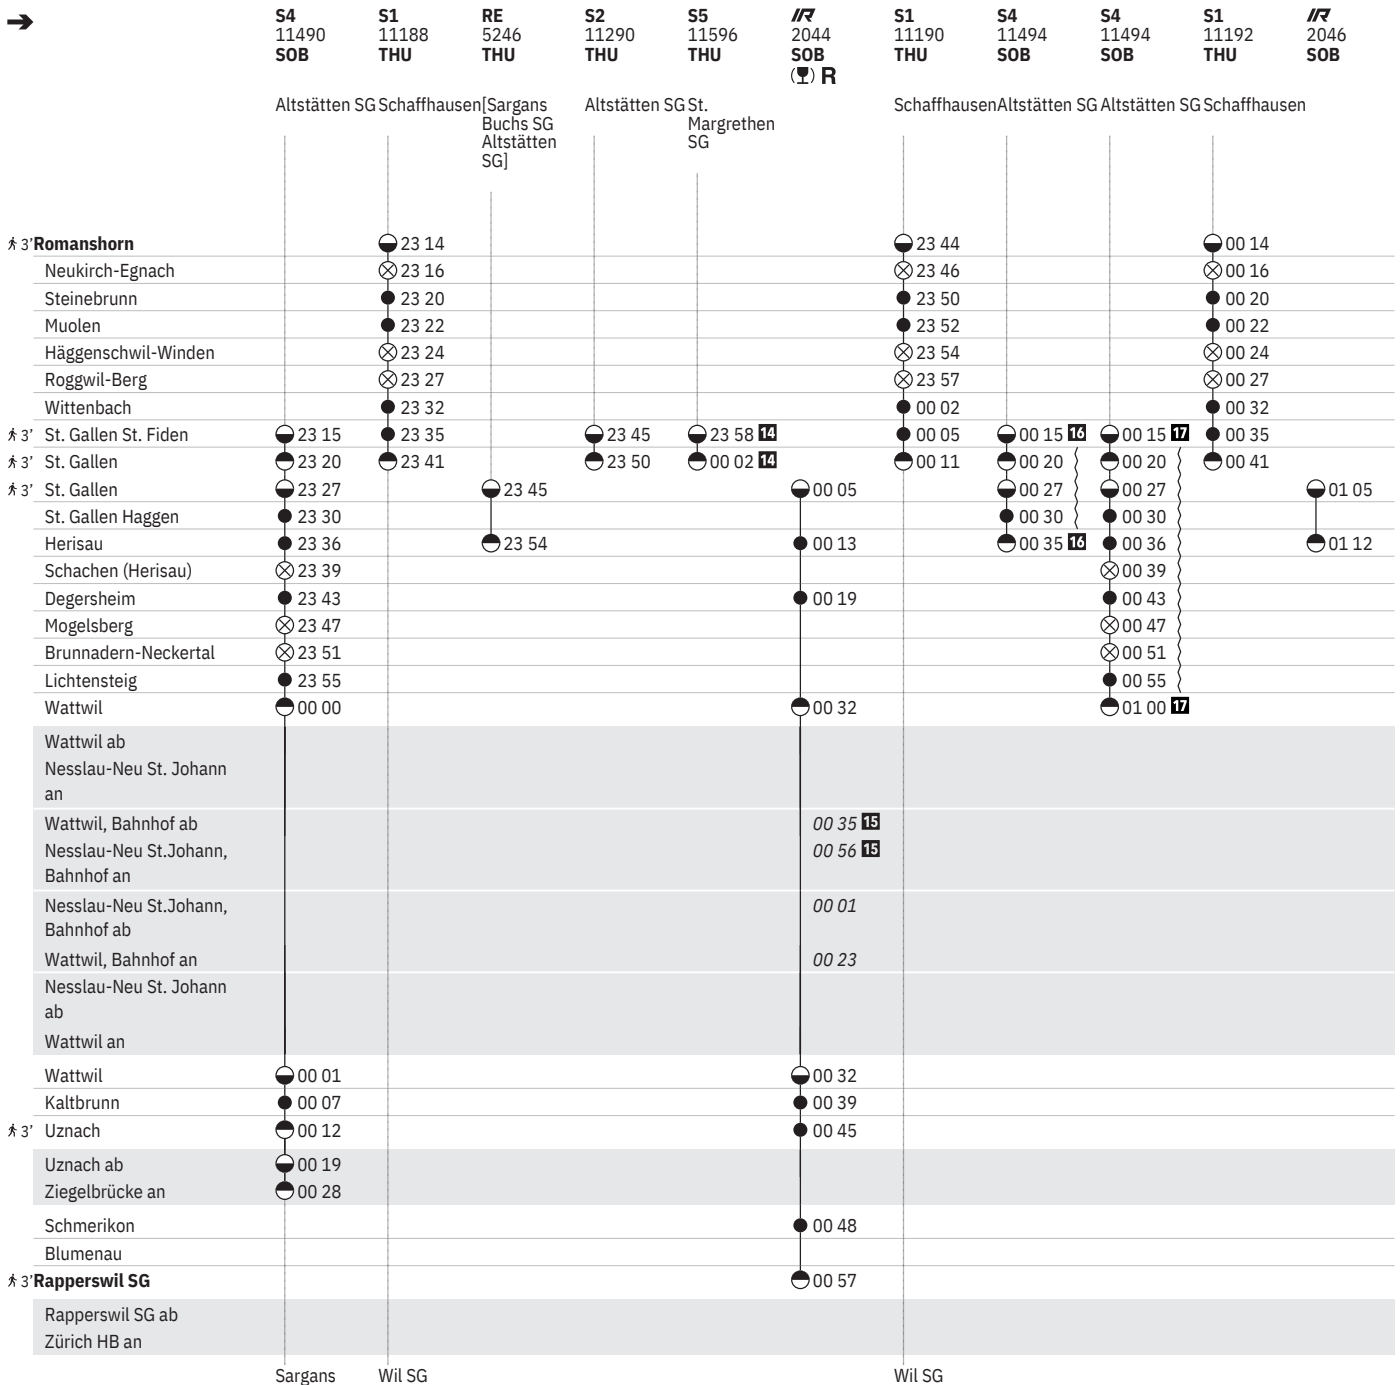 ➔ S4 S1 RE S2 S5 IR S1 S4 S4 S1 IR
11490 11188 5246 11290 11596 2044 11190 11494 11494 11192 2046
SOB THU THU THU THU SOB THU SOB SOB THU SOB
R
Altstätten SG Schaffhausen [Sargans Altstätten SG St. Schaffhausen Altstätten SG Altstätten SG Schaffhausen
Buchs SG Margrethen
Altstätten SG
SG]
3' Romanshorn 23 14 23 44 00 14
Neukirch-Egnach 23 16 23 46 00 16
Steinebrunn 23 20 23 50 00 20
Muolen 23 22 23 52 00 22
Häggenschwil-Winden 23 24 23 54 00 24
Roggwil-Berg 23 27 23 57 00 27
Wittenbach 23 32 00 02 00 32
3' St. Gallen St. Fiden 23 15 23 35 23 45 23 58 14 00 05 00 15 16 00 15 17 00 35
3' St. Gallen 23 20 23 41 23 50 00 02 14 00 11 00 20 00 20 00 41
3' St. Gallen 23 27 23 45 00 05 00 27 00 27 01 05
St. Gallen Haggen 23 30 00 30 00 30
Herisau 23 36 23 54 00 13 00 35 16 00 36 01 12
Schachen (Herisau) 23 39 00 39
Degersheim 23 43 00 19 00 43
Mogelsberg 23 47 00 47
Brunnadern-Neckertal 23 51 00 51
Lichtensteig 23 55 00 55
Wattwil 00 00 00 32 01 00 17
Wattwil ab
Nesslau-Neu St. Johann
an
Wattwil, Bahnhof ab 00 35 15
Nesslau-Neu St.Johann, 00 56 15
Bahnhof an
Nesslau-Neu St.Johann, 00 01
Bahnhof ab
Wattwil, Bahnhof an 00 23
Nesslau-Neu St. Johann
ab
Wattwil an
Wattwil 00 01 00 32
Kaltbrunn 00 07 00 39
3' Uznach 00 12 00 45
Uznach ab 00 19
Ziegelbrücke an 00 28
Schmerikon 00 48
Blumenau
3' Rapperswil SG 00 57
Rapperswil SG ab
Zürich HB an
Sargans Wil SG Wil SG